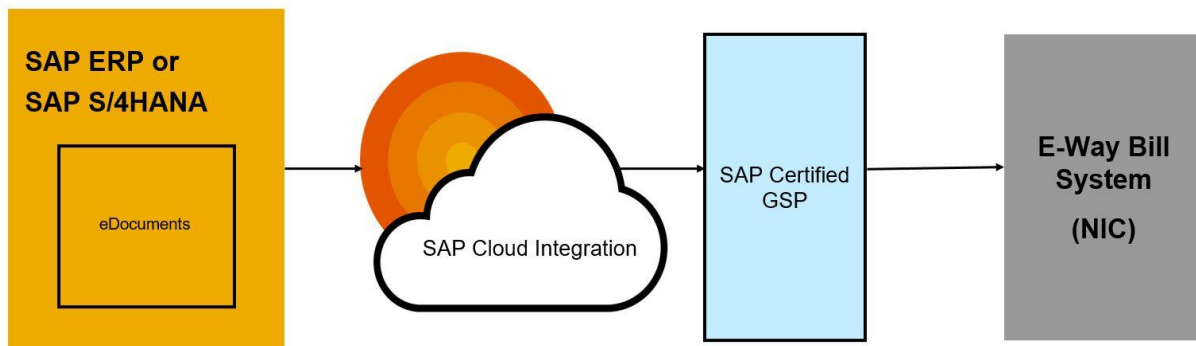 SAP ERP or
SAP S/4HANA
eDocuments
SAP Cloud Integration
SAP Certified
GSP
E-Way Bill
System
(NIC)